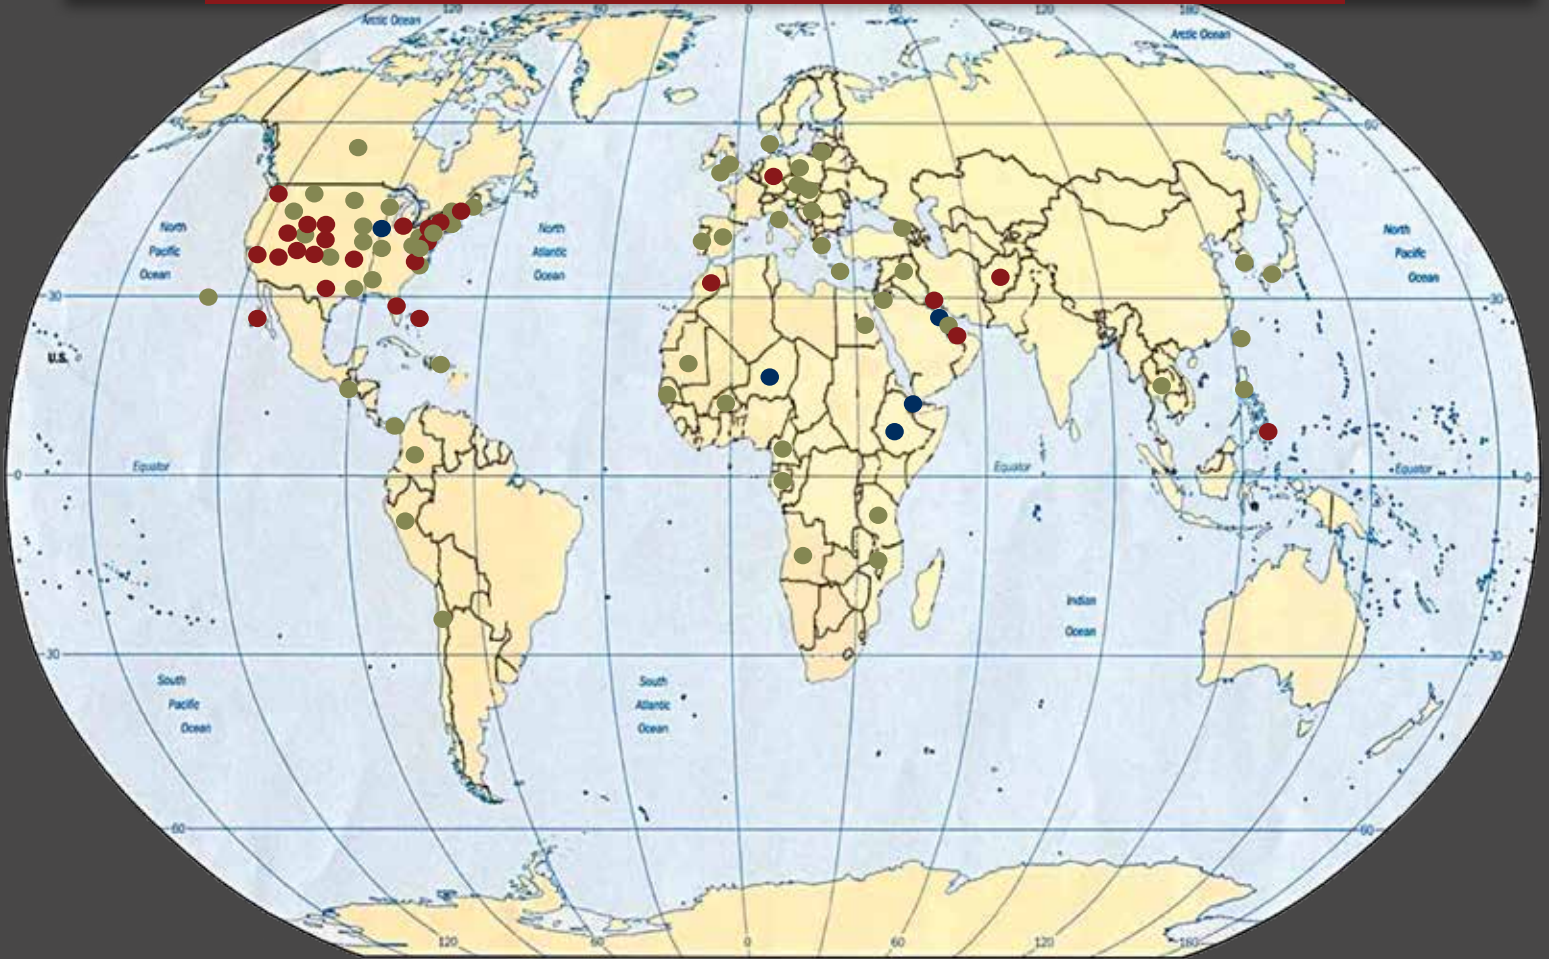 120
60
0
60
120
180
Arctic Ocean
Arctic Ocean
60
North
Pacific
Ocean
North
Atlantic
Ocean
North
Pacific
Ocean
30
30
U.S.
Equator
Equator
Equator
0
0
Indian
Ocean
30
30
South
Pacific
Ocean
South
Atlantic
Ocean
60
60
120
60
0
60
120
180